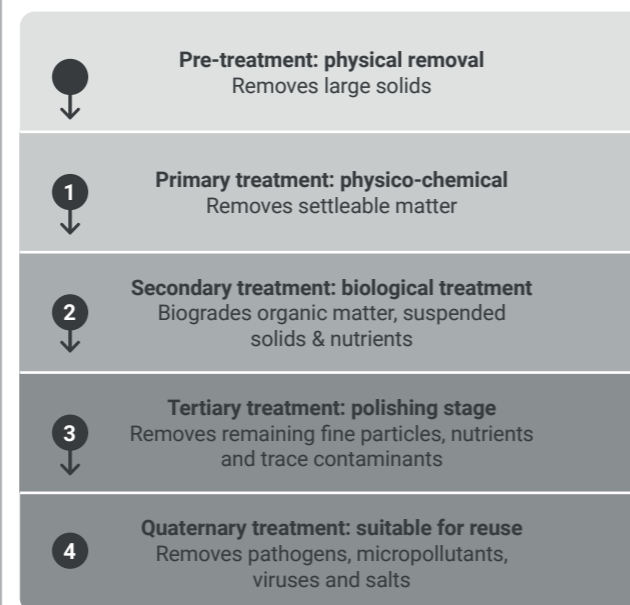 Pre-treatment: physical removal
Removes large solids
1
Primary treatment: physico-chemical
Removes settleable matter
2
Secondary treatment: biological treatment
Biogrades organic matter, suspended
solids & nutrients
3
Tertiary treatment: polishing stage
Removes remaining fine particles, nutrients
and trace contaminants
4
Quaternary treatment: suitable for reuse
Removes pathogens, micropollutants,
viruses and salts